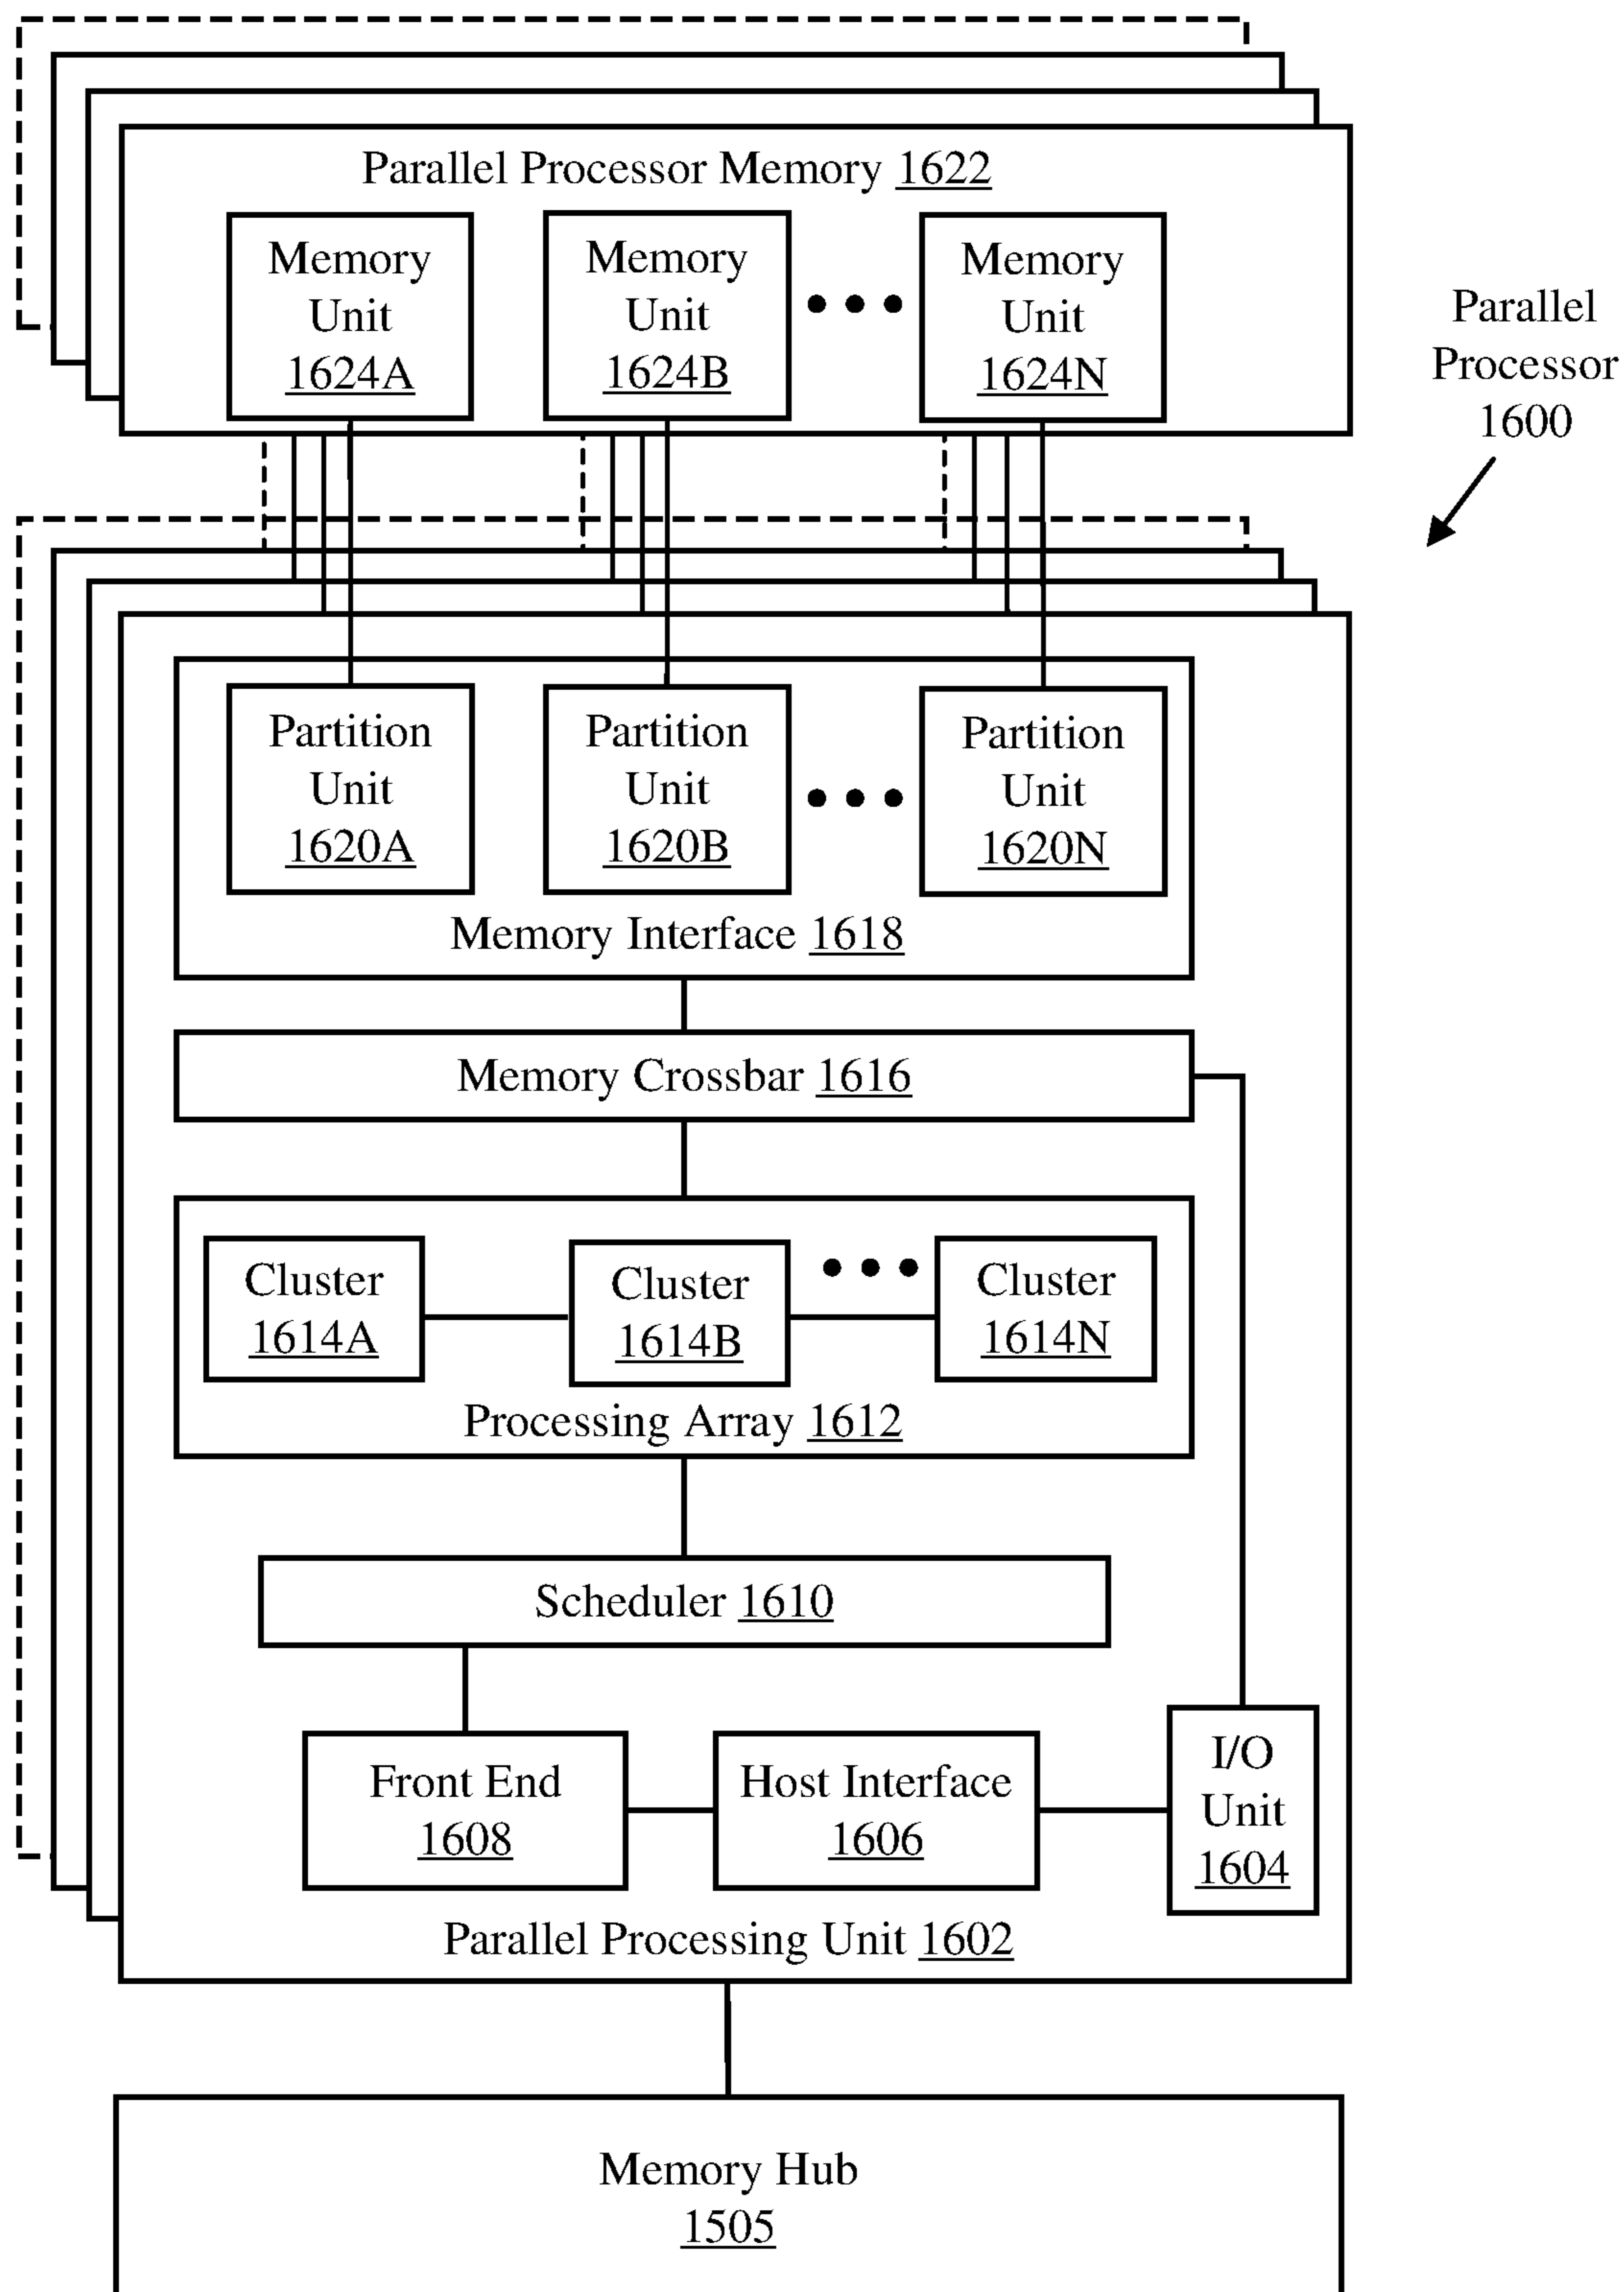 Parallel Processor Memory 1622
Memory
Unit
1624A
Memory
Unit
1624B
Memory
Unit
1624N
Parallel
Processor
1600
Partition
Unit
1620A
Partition
Unit
1620B
Partition
Unit
1620N
Memory Interface 1618
Memory Crossbar 1616
Cluster
1614A
Cluster
1614B
Cluster
1614N
Processing Array 1612
Scheduler 1610
Front End
1608
Host Interface
1606
I/O
Unit
1604
Parallel Processing Unit 1602
Memory Hub
1505